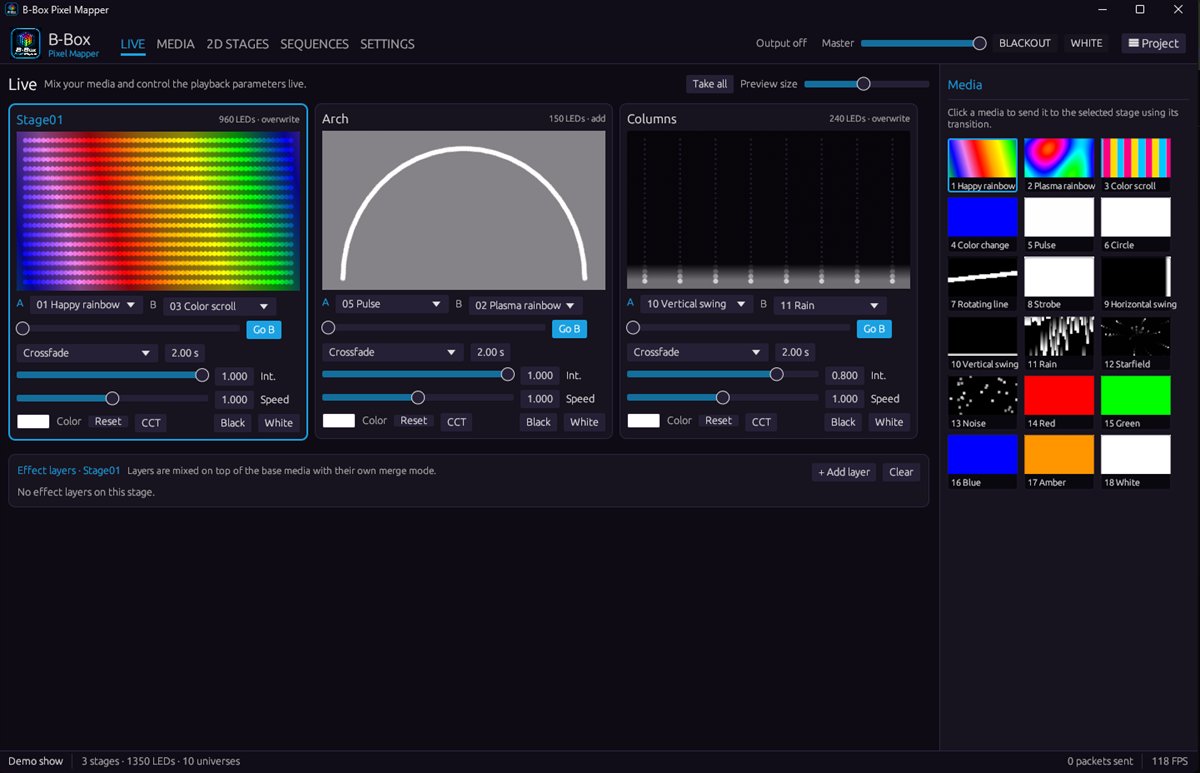 B-Box Pixel Mapper
B-Box
Pixel Mapper
LIVE MEDIA 2D STAGES SEQUENCES SETTINGS
Output off Master BLACKOUT WHITE Project
Live Mix your media and control the playback parameters live.
Take all Preview size
Stage01 960 LEDs · overwrite
A 01 Happy rainbow B 03 Color scroll
Go B
Crossfade 2.00 s
1.000 Int.
1.000 Speed
Color Reset CCT Black White
Arch 150 LEDs · add
A 05 Pulse B 02 Plasma rainbow
Go B
Crossfade 2.00 s
1.000 Int.
1.000 Speed
Color Reset CCT Black White
Columns 240 LEDs · overwrite
A 10 Vertical swing B 11 Rain
Go B
Crossfade 2.00 s
0.800 Int.
1.000 Speed
Color Reset CCT Black White
Effect layers · Stage01 Layers are mixed on top of the base media with their own merge mode.
+ Add layer Clear
No effect layers on this stage.
Media
Click a media to send it to the selected stage using its
transition.
1 Happy rainbow 2 Plasma rainbow 3 Color scroll
4 Color change 5 Pulse 6 Circle
7 Rotating line 8 Strobe 9 Horizontal swing
10 Vertical swing 11 Rain 12 Starfield
13 Noise 14 Red 15 Green
16 Blue 17 Amber 18 White
Demo show 3 stages · 1350 LEDs · 10 universes
0 packets sent 118 FPS